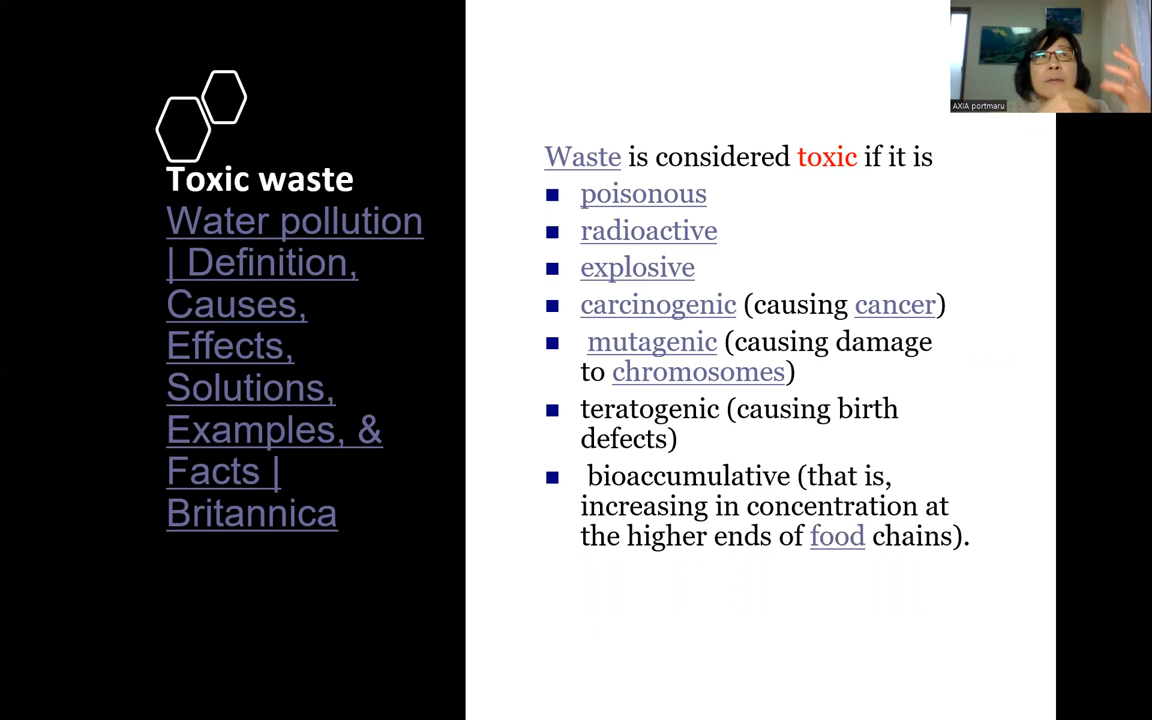 Toxic waste
Water pollution
| Definition,
Causes,
Effects,
Solutions,
Examples, &
Facts |
Britannica
Waste is considered toxic if it is
■ poisonous
■ radioactive
■ explosive
■ carcinogenic (causing cancer)
■ mutagenic (causing damage
to chromosomes)
■ teratogenic (causing birth
defects)
■ bioaccumulative (that is,
increasing in concentration at
the higher ends of food chains).
AXIA portmaru